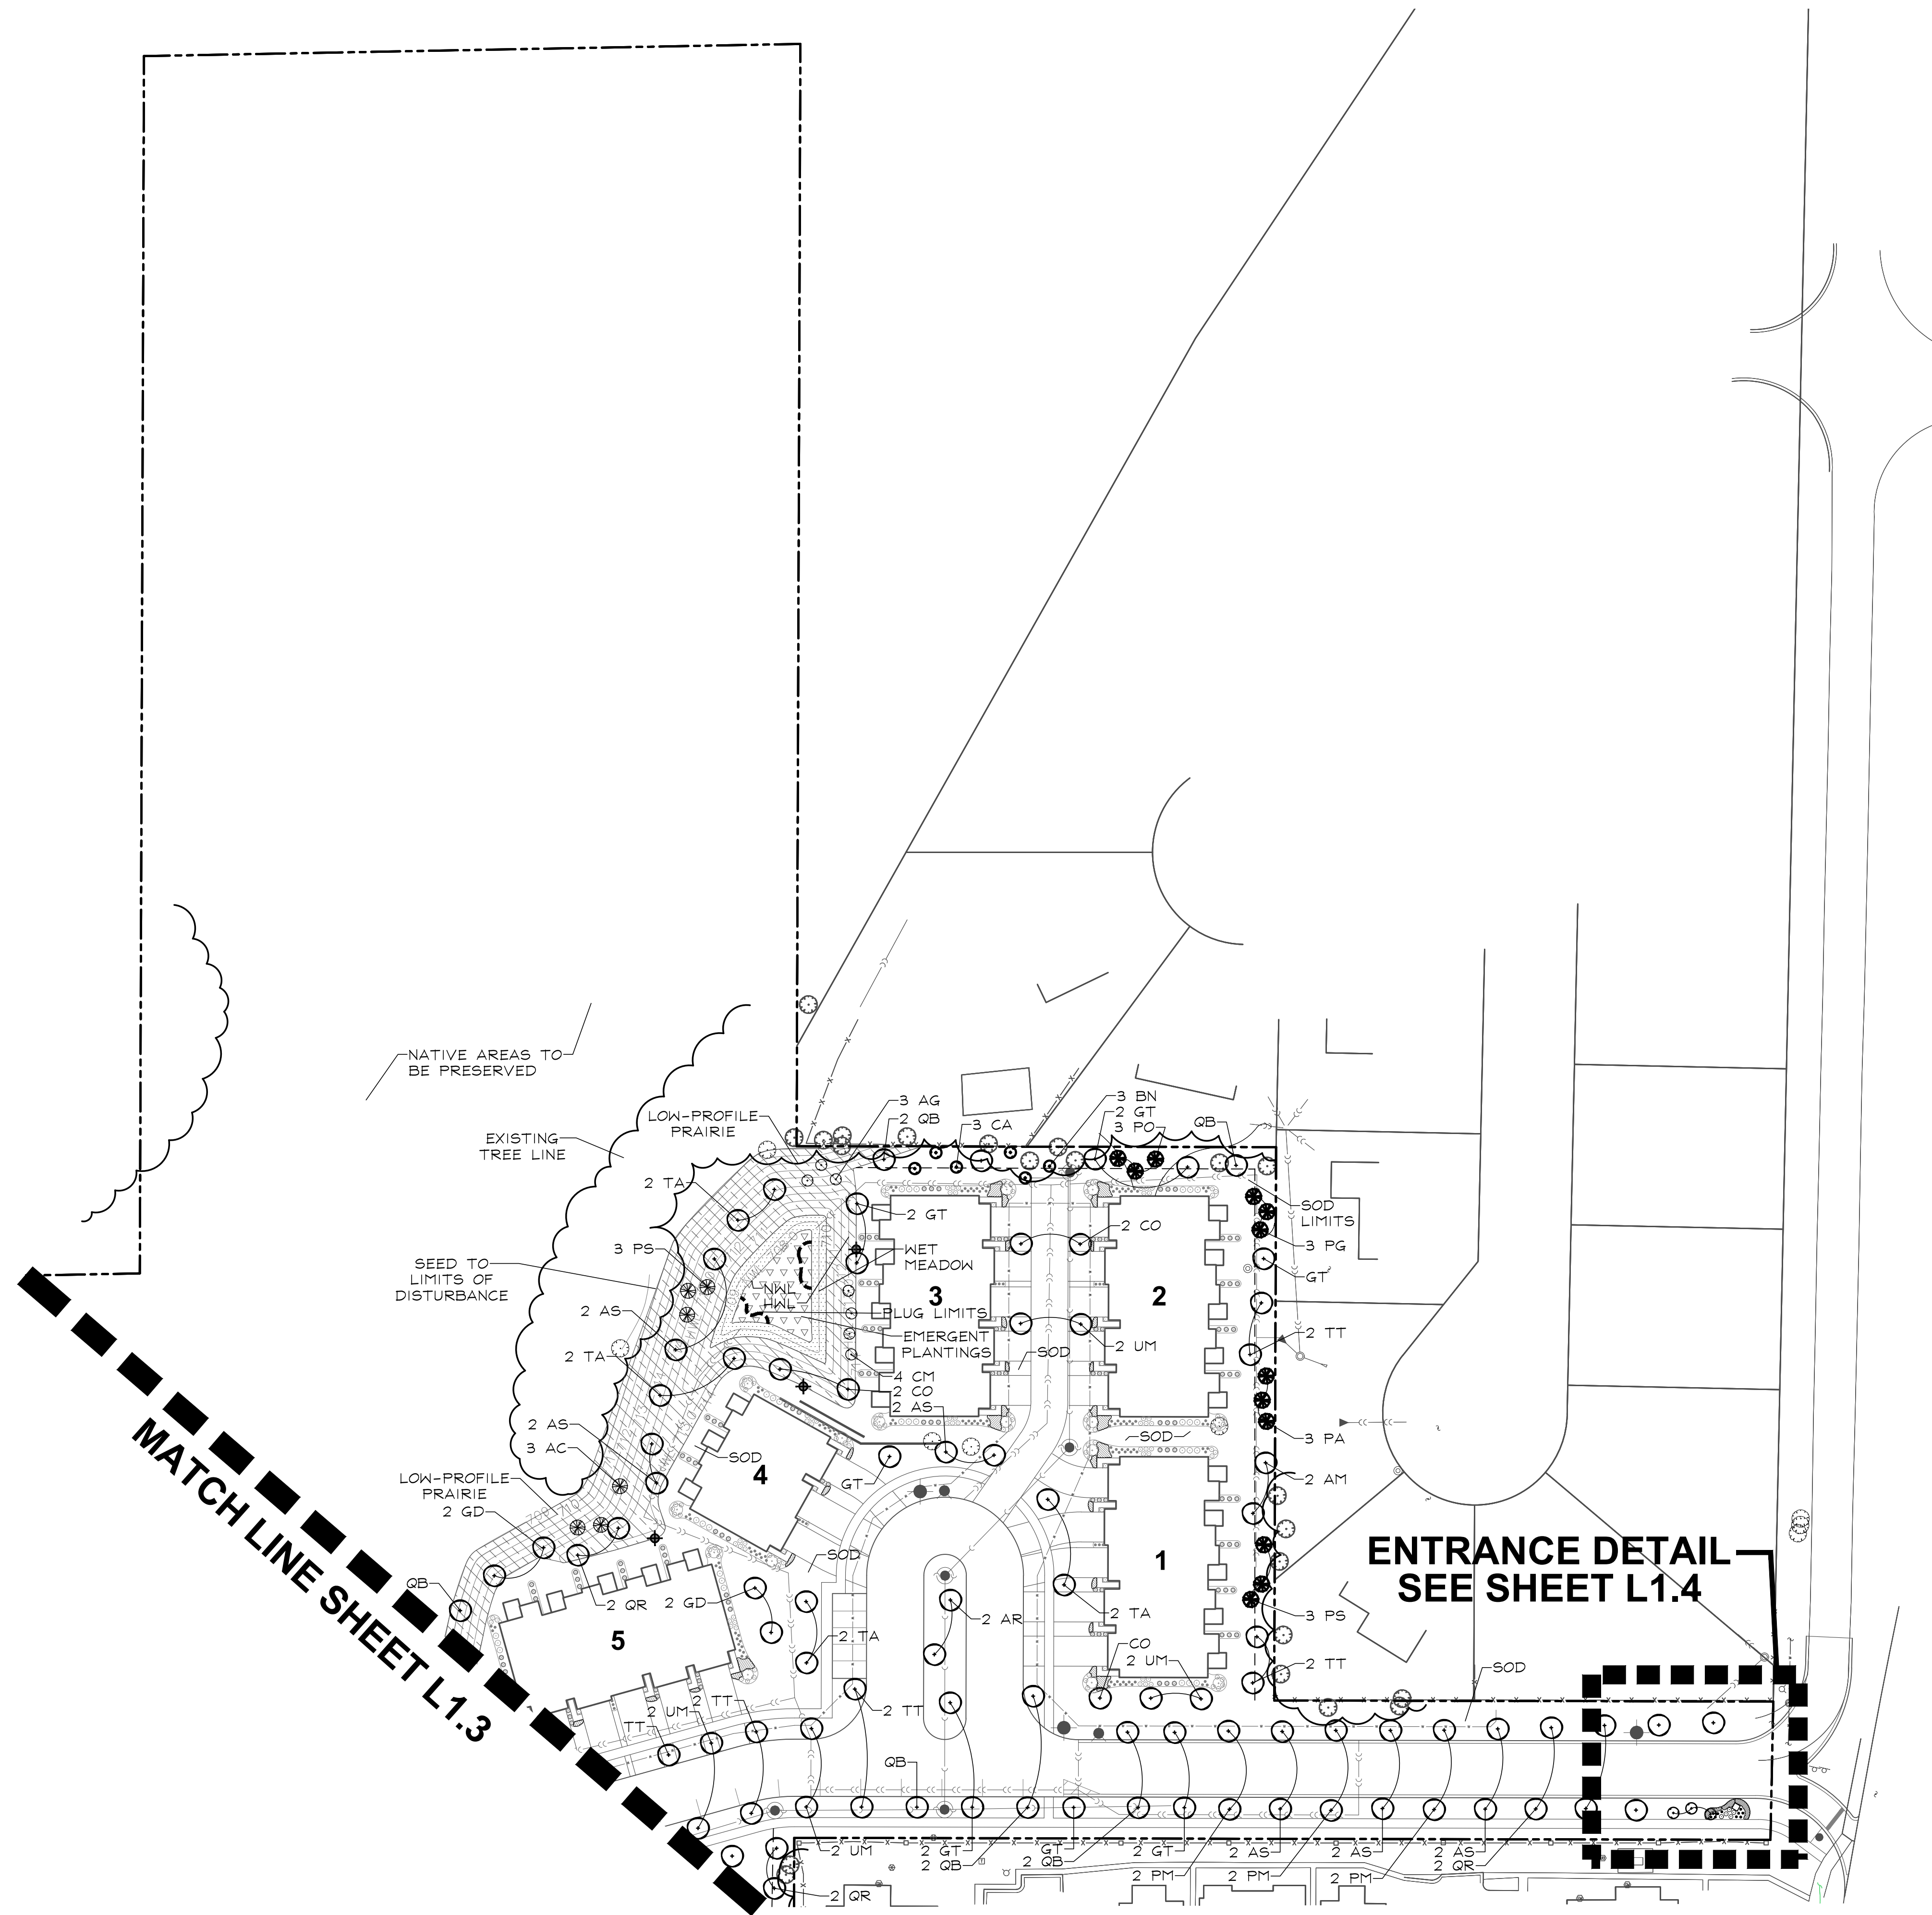 NATIVE AREAS TO
BE PRESERVED
LOW-PROFILE
PRAIRIE
EXISTING
TREE LINE
3 AG
2 QB
3 CA
3 BN
2 GT
3 PO
QB
2 TA
2 GT
2 CO
SOD
LIMITS
3 PG
GT
3 PS
WET
MEADOW
SEED TO
LIMITS OF
DISTURBANCE
NWL
HWL
3
2
2 AS
PLUG LIMITS
2 TT
2 TA
EMERGENT
PLANTINGS
SOD
2 UM
4 CM
2 CO
2 AS
2 AS
3 AC
SOD
4
GT
SOD
3 PA
2 AM
LOW-PROFILE
PRAIRIE
2 GD
MATCH LINE SHEET L1.3
ENTRANCE DETAIL
SEE SHEET L1.4
SOD
1
QB
2 QR
2 GD
2 AR
2 TA
3 PS
5
2 TA
CO
2 UM
2 TT
SOD
2 TT
2 UM
TT
2 TT
QB
2 UM
2 GT
2 QB
GT
2 QB
2 GT
2 AS
2 AS
2 AS
2 QR
2 PM
2 PM
2 PM
2 QR